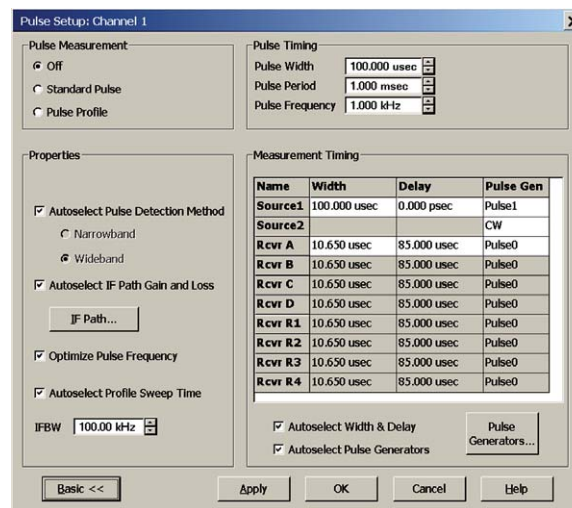 Pulse Setup: Channel 1
Pulse Measurement
Off
Standard Pulse
Pulse Profile
Pulse Timing
Pulse Width 100.000 usec
Pulse Period 1.000 msec
Pulse Frequency 1.000 kHz
Properties
Autoselect Pulse Detection Method
Narrowband
Wideband
Autoselect IF Path Gain and Loss
IF Path...
Optimize Pulse Frequency
Autoselect Profile Sweep Time
IFBW 100.00 kHz
Measurement Timing
Name Width Delay Pulse Gen
Source1 100.000 usec 0.000 psec Pulse1
Source2 CW
Rcvr A 10.650 usec 85.000 usec Pulse0
Rcvr B 10.650 usec 85.000 usec Pulse0
Rcvr C 10.650 usec 85.000 usec Pulse0
Rcvr D 10.650 usec 85.000 usec Pulse0
Rcvr R1 10.650 usec 85.000 usec Pulse0
Rcvr R2 10.650 usec 85.000 usec Pulse0
Rcvr R3 10.650 usec 85.000 usec Pulse0
Rcvr R4 10.650 usec 85.000 usec Pulse0
Autoselect Width & Delay
Autoselect Pulse Generators
Pulse
Generators...
Basic << Apply OK Cancel Help